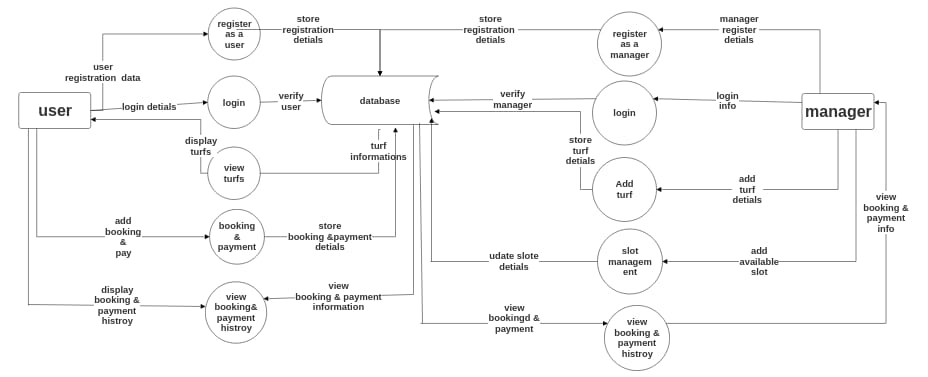 register
as a
user
store
registration
detials
store
registration
detials
register
as a
manager
manager
register
detials
user
registration data
user
login detials
login
verify
user
database
verify
manager
login
login
info
manager
display
turfs
view
turfs
turf
informations
store
turf
detials
Add
turf
add
turf
detials
view
booking &
payment
info
add
booking
&
pay
booking
&
payment
store
booking &payment
detials
udate slote
detials
slot
managem
ent
add
available
slot
display
booking &
payment
histroy
view
booking&
payment
histroy
view
booking & payment
information
view
bookingd &
payment
view
booking &
payment
histroy